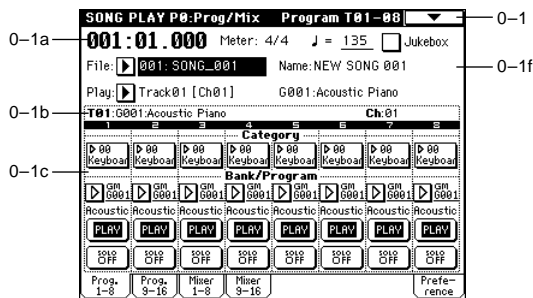 SONG PLAY P0:Prog/Mix Program T01-08
0–1
0–1a
001:01.000 Meter: 4/4 ♩ = 135 Jukebox
File: 001: SONG_001 Name:NEW SONG 001
0–1f
Play: Track01 [Ch01] G001:Acoustic Piano
0–1b
T01:G001:Acoustic Piano Ch:01
1 2 3 4 5 6 7 8
Category
00 00 00 00 00 00 00 00
Keyboar Keyboar Keyboar Keyboar Keyboar Keyboar Keyboar Keyboar
0–1c
Bank/Program
GM GM GM GM GM GM GM GM
G001 G001 G001 G001 G001 G001 G001 G001
Acoustic Acoustic Acoustic Acoustic Acoustic Acoustic Acoustic Acoustic
PLAY PLAY PLAY PLAY PLAY PLAY PLAY PLAY
SOLO SOLO SOLO SOLO SOLO SOLO SOLO SOLO
OFF OFF OFF OFF OFF OFF OFF OFF
Prog. Prog. Mixer Mixer Prefe-
1-8 9-16 1-8 9-16 rence